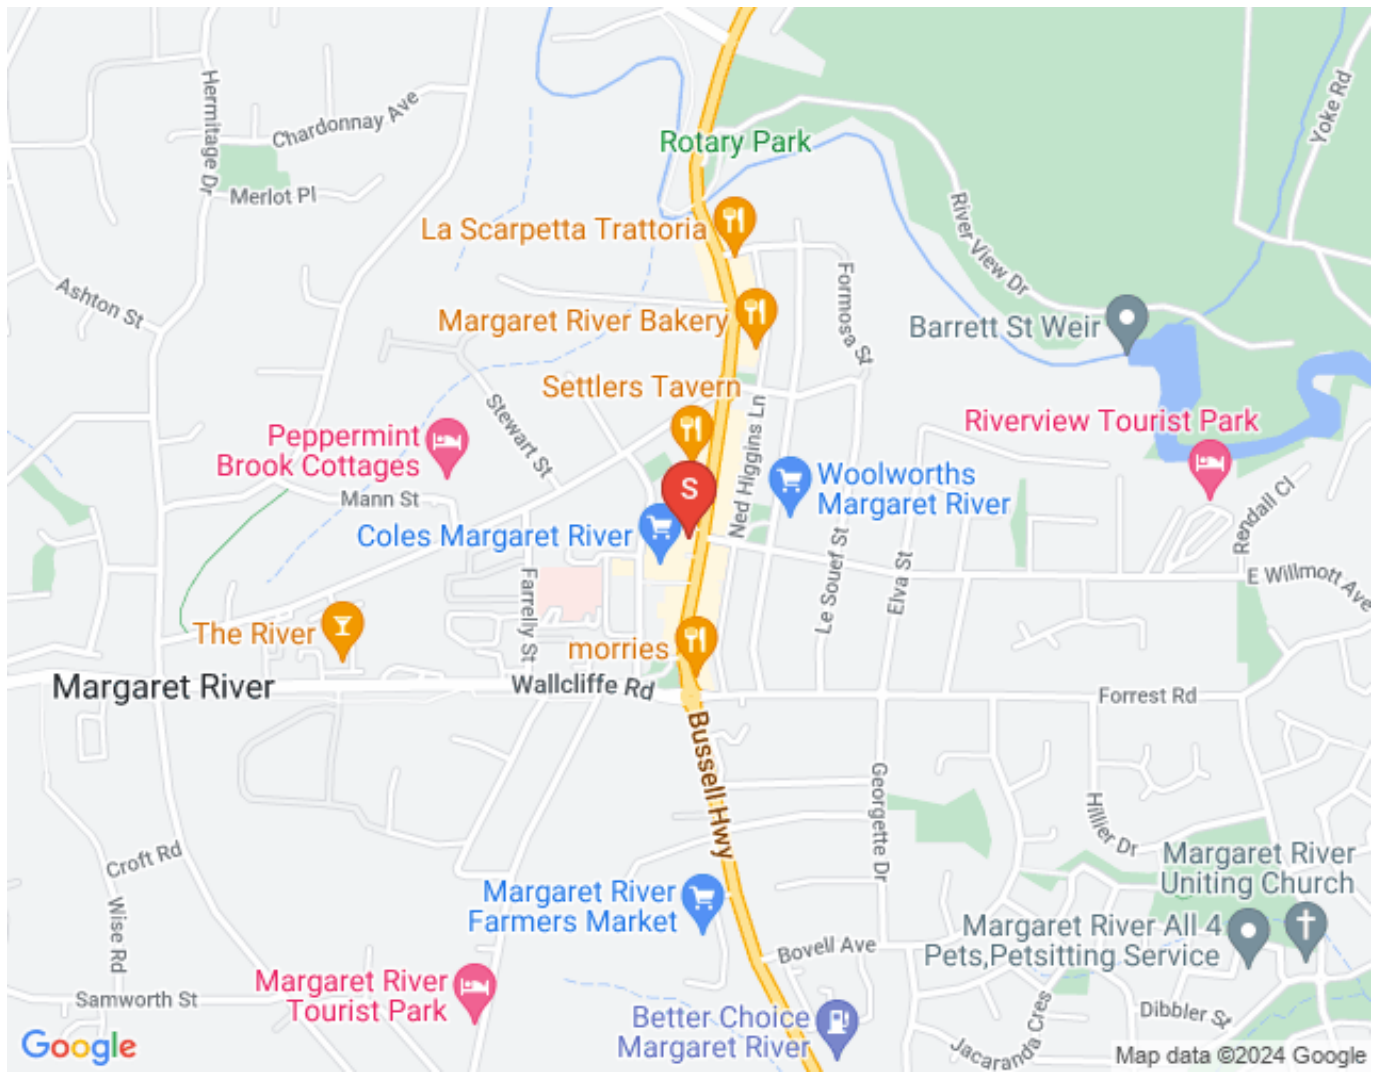 Hermitage Dr
Chardonnay Ave
Merlot Pl
Rotary Park
Yoke Rd
La Scarpetta Trattoria
River View Dr
Ashton St
Formosa St
Margaret River Bakery
Barrett St Weir
Settlers Tavern
Stewart St
Ned Higgins Ln
Riverview Tourist Park
Peppermint
Brook Cottages
Mann St
S
Woolworths
Margaret River
Coles Margaret River
Rendall Cl
Le Souef St
Elva St
E Willmott Ave
Farrelly St
The River
morries
Margaret River
Wallcliffe Rd
Forrest Rd
Bussell Hwy
Georgette Dr
Hillier Dr
Croft Rd
Wise Rd
Margaret River
Farmers Market
Margaret River
Uniting Church
Margaret River All 4
Pets,Petsitting Service
Bovell Ave
Margaret River
Tourist Park
Samworth St
Better Choice
Margaret River
Dibbler St
Jacaranda Cres
Google
Map data ©2024 Google